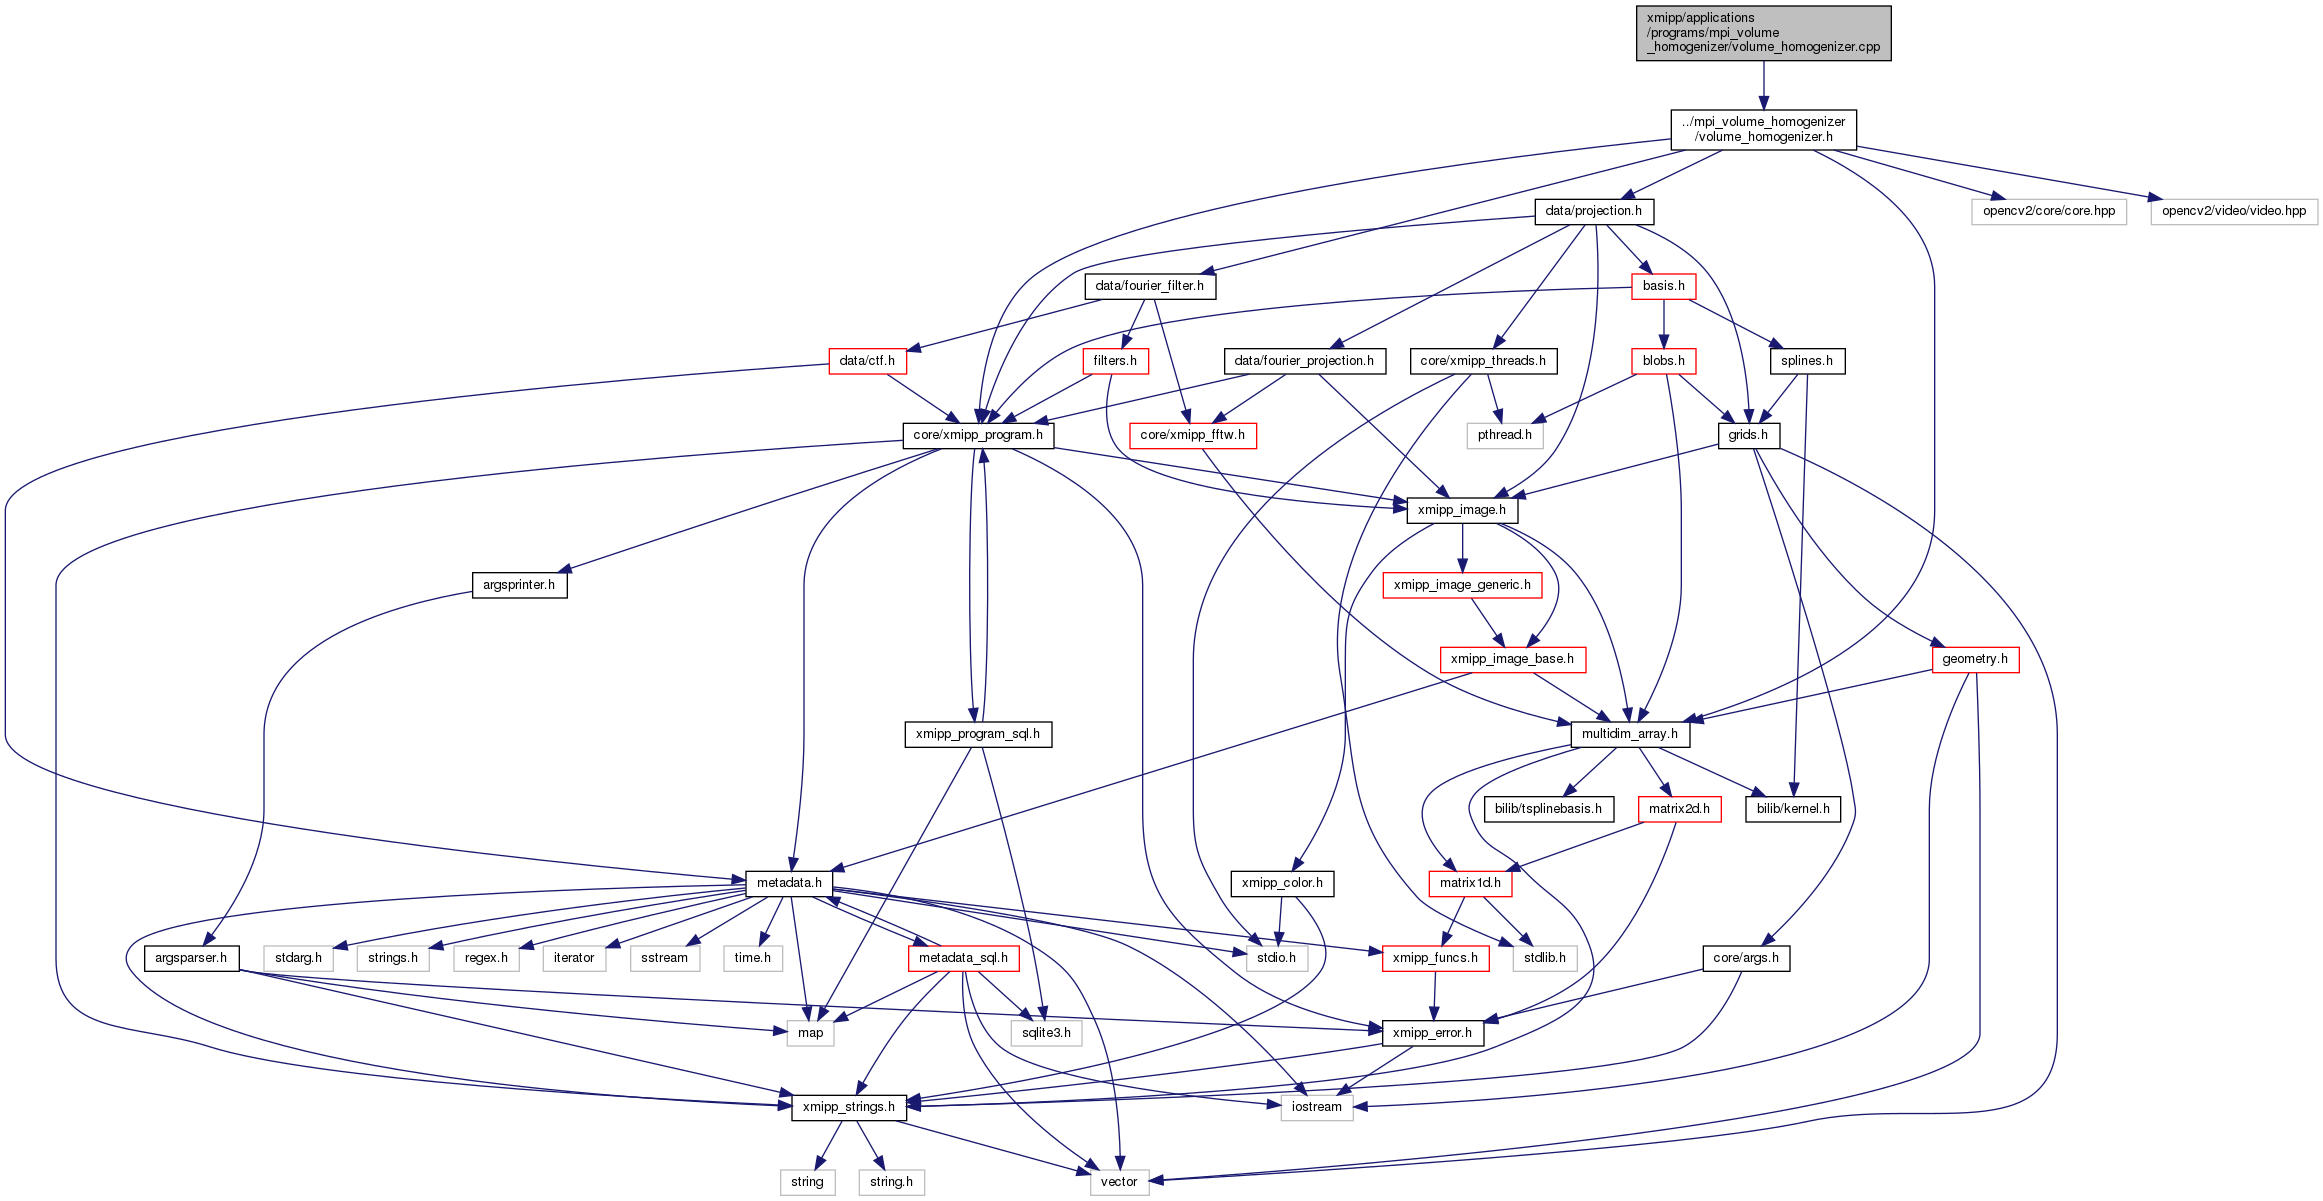 xmipp/applications
/programs/mpi_volume
_homogenizer/volume_homogenizer.cpp
../mpi_volume_homogenizer
/volume_homogenizer.h
data/projection.h
opencv2/core/core.hpp
opencv2/video/video.hpp
data/fourier_filter.h
basis.h
data/ctf.h
filters.h
data/fourier_projection.h
core/xmipp_threads.h
blobs.h
splines.h
core/xmipp_program.h
core/xmipp_fftw.h
pthread.h
grids.h
xmipp_image.h
argsprinter.h
xmipp_image_generic.h
xmipp_image_base.h
geometry.h
xmipp_program_sql.h
multidim_array.h
bilib/tsplinebasis.h
matrix2d.h
bilib/kernel.h
metadata.h
xmipp_color.h
matrix1d.h
argsparser.h
stdarg.h
strings.h
regex.h
iterator
sstream
time.h
metadata_sql.h
stdio.h
xmipp_funcs.h
stdlib.h
core/args.h
map
sqlite3.h
xmipp_error.h
xmipp_strings.h
iostream
string
string.h
vector